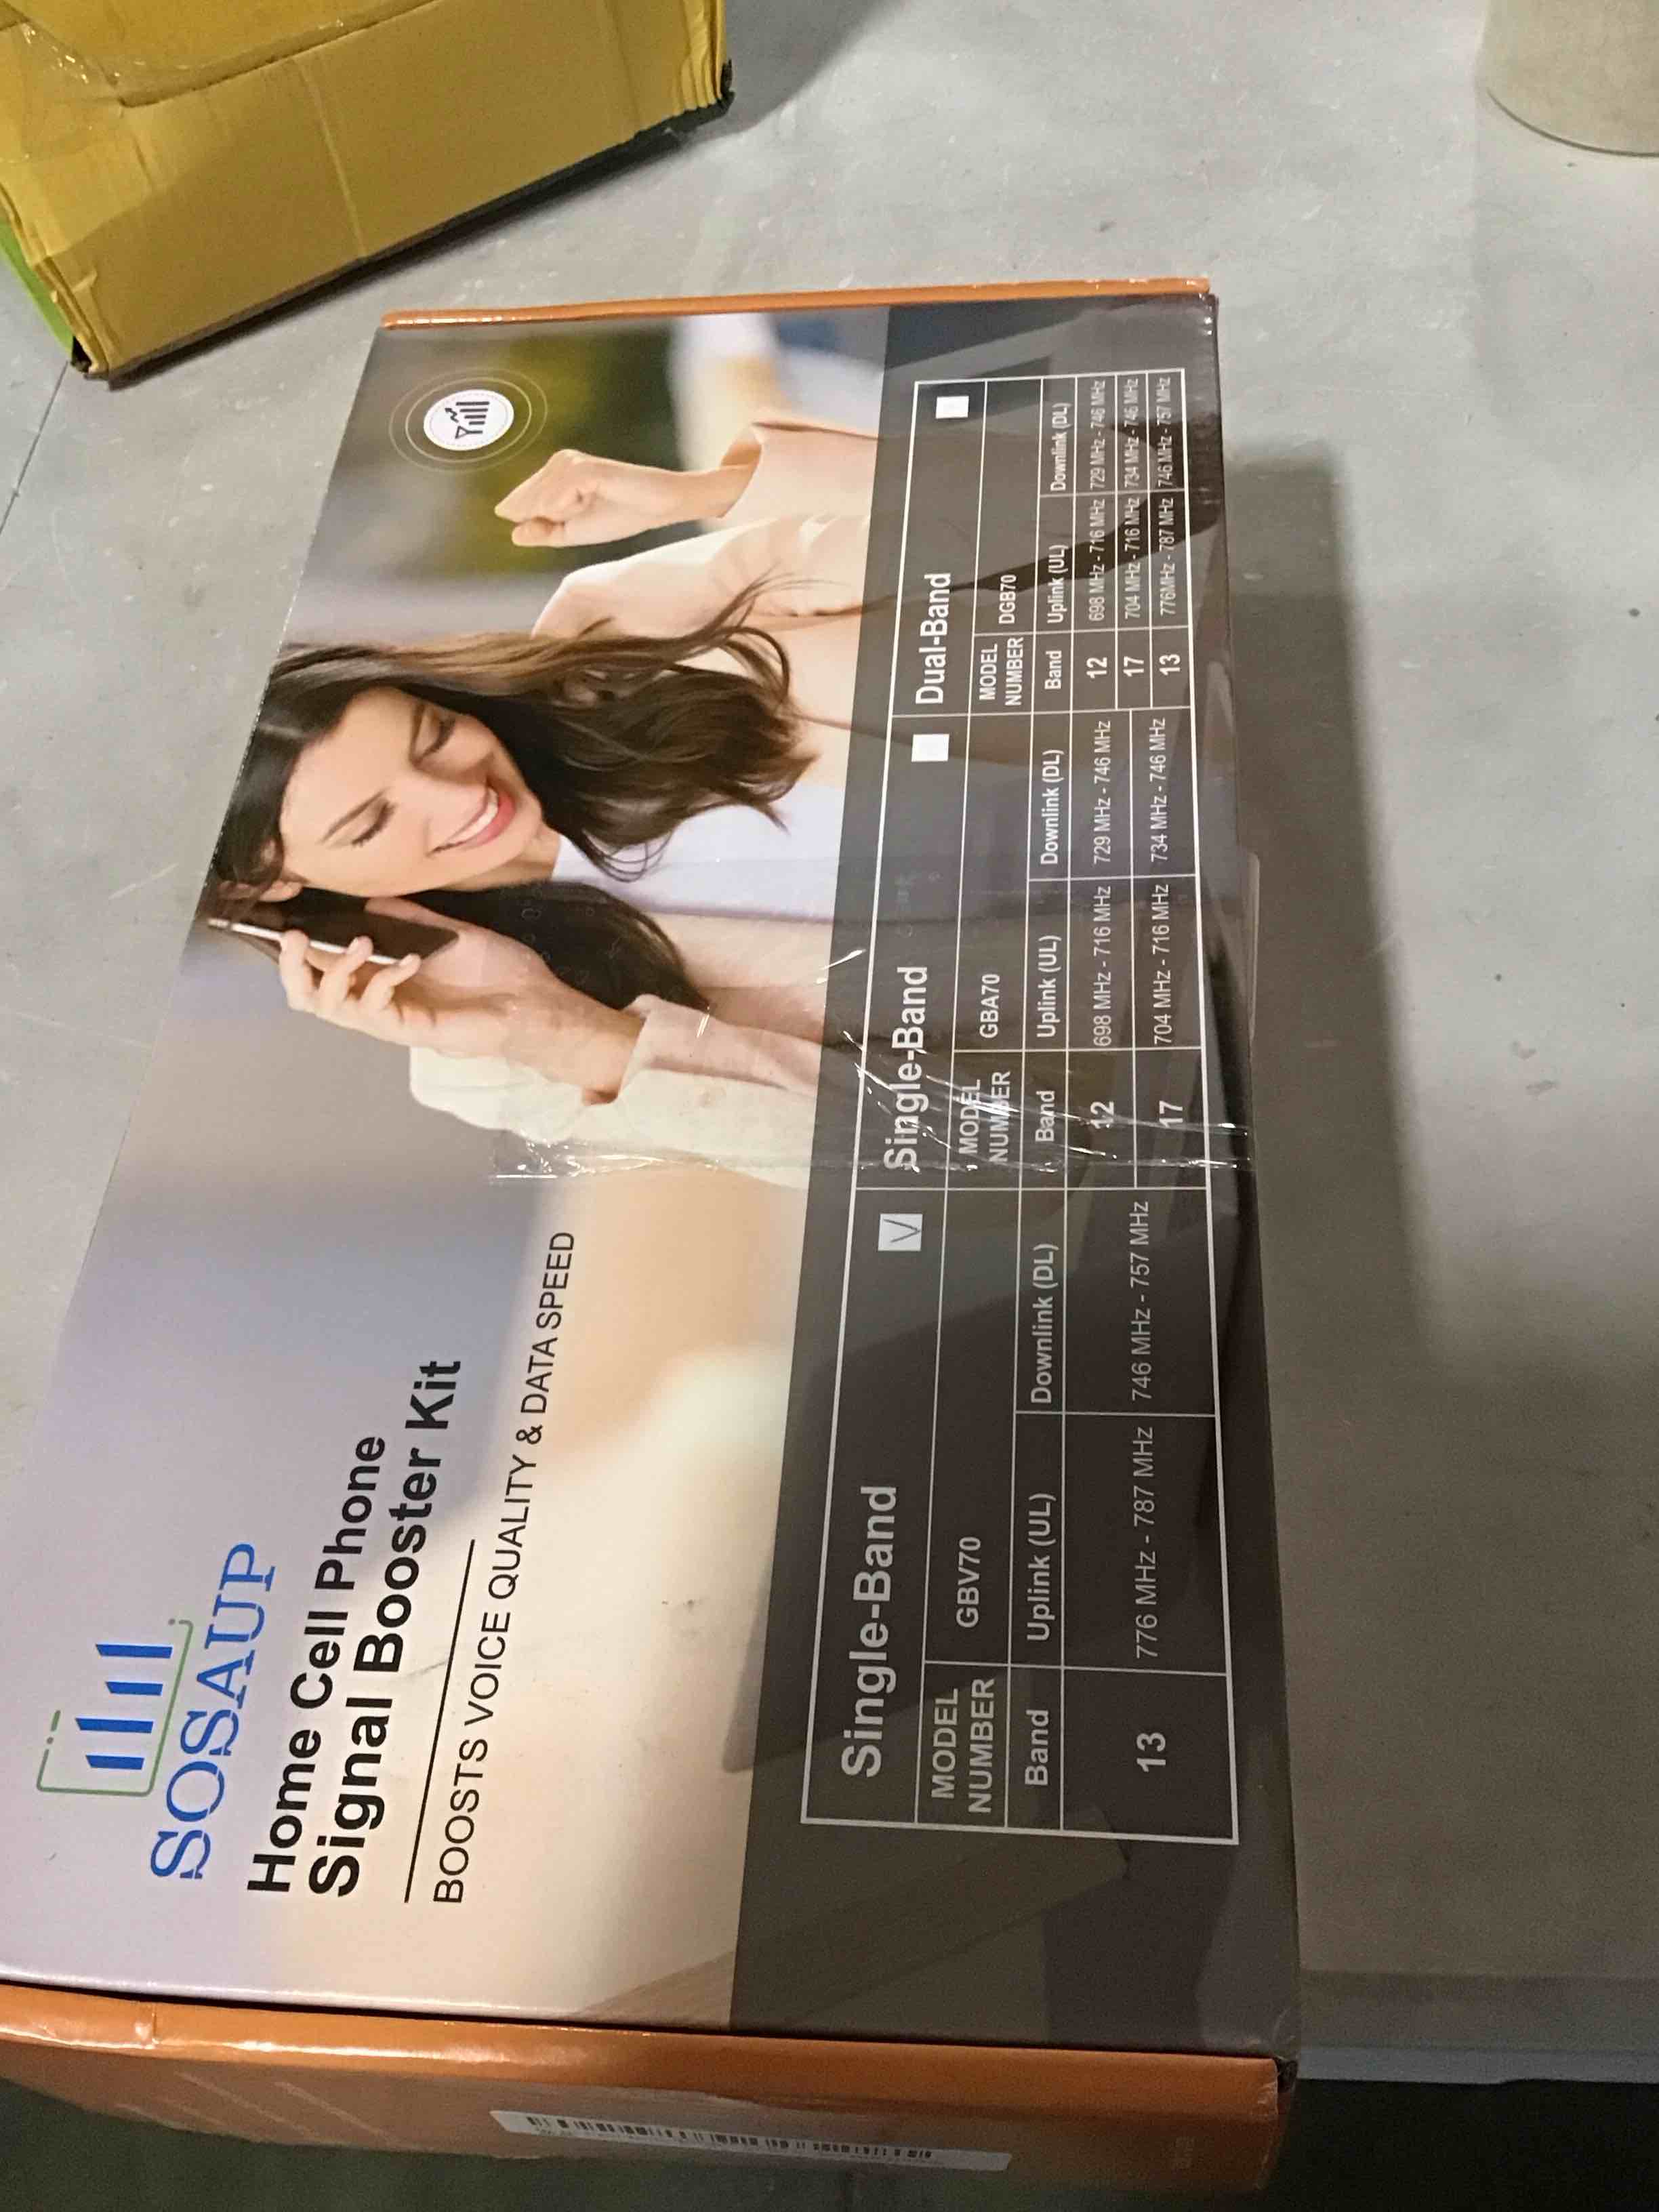 SOSAUP
Home Cell Phone
Signal Booster Kit
BOOSTS VOICE QUALITY & DATA SPEED
Single-Band V
MODEL NUMBER GBV70
Band Uplink (UL) Downlink (DL)
13 776 MHz - 787 MHz 746 MHz - 757 MHz
Single-Band
MODEL NUMBER GBA70
Band Uplink (UL) Downlink (DL)
12 698 MHz - 716 MHz 729 MHz - 746 MHz
17 704 MHz - 716 MHz 734 MHz - 746 MHz
Dual-Band
MODEL NUMBER DGB70
Band Uplink (UL) Downlink (DL)
12 698 MHz - 716 MHz 729 MHz - 746 MHz
17 704 MHz - 716 MHz 734 MHz - 746 MHz
13 776MHz - 787 MHz 746 MHz - 757 MHz